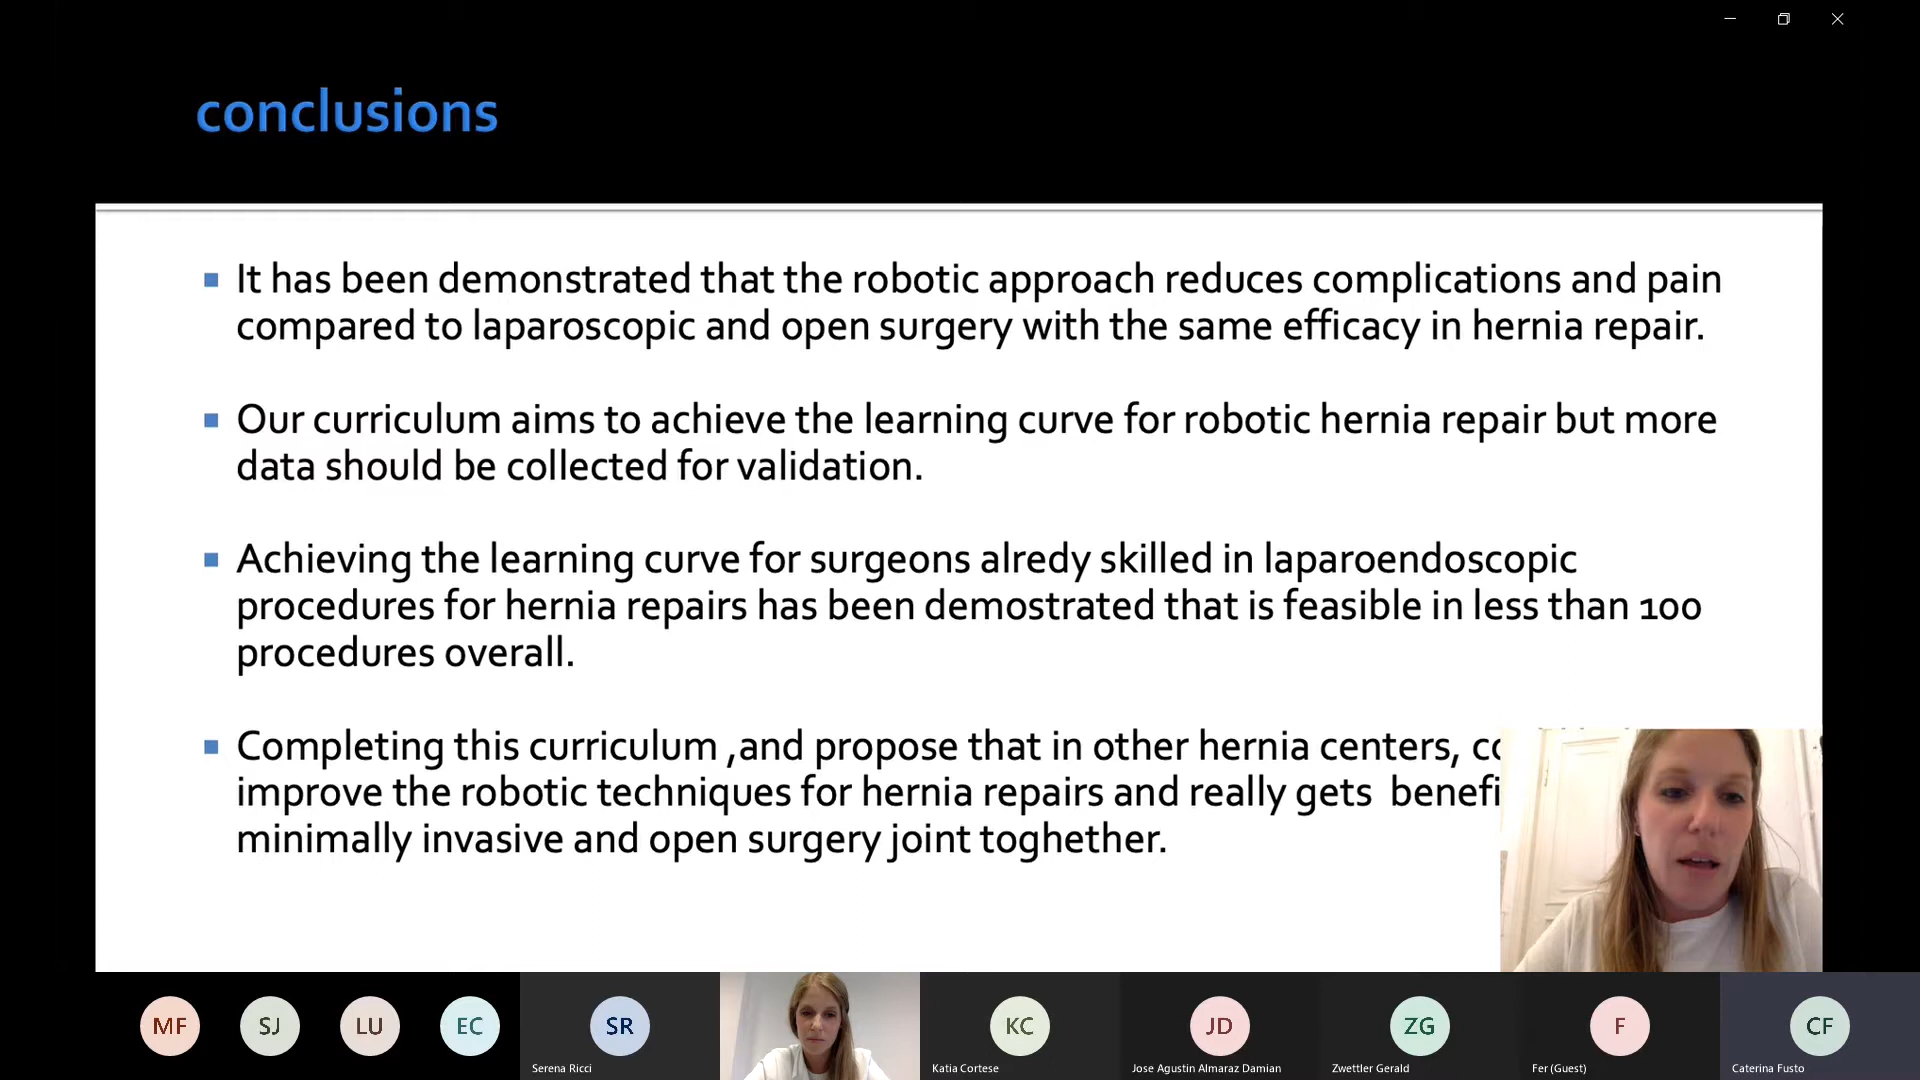 conclusions
It has been demonstrated that the robotic approach reduces complications and pain
compared to laparoscopic and open surgery with the same efficacy in hernia repair.
Our curriculum aims to achieve the learning curve for robotic hernia repair but more
data should be collected for validation.
Achieving the learning curve for surgeons alredy skilled in laparoendoscopic
procedures for hernia repairs has been demostrated that is feasible in less than 100
procedures overall.
Completing this curriculum ,and propose that in other hernia centers,
improve the robotic techniques for hernia repairs and really gets
minimally invasive and open surgery joint toghether.
MF SJ LU EC SR KC JD ZG F CF
Serena Ricci Katia Cortese Jose Agustin Almaraz Damian Zwettler Gerald Fer (Guest) Caterina Fusto